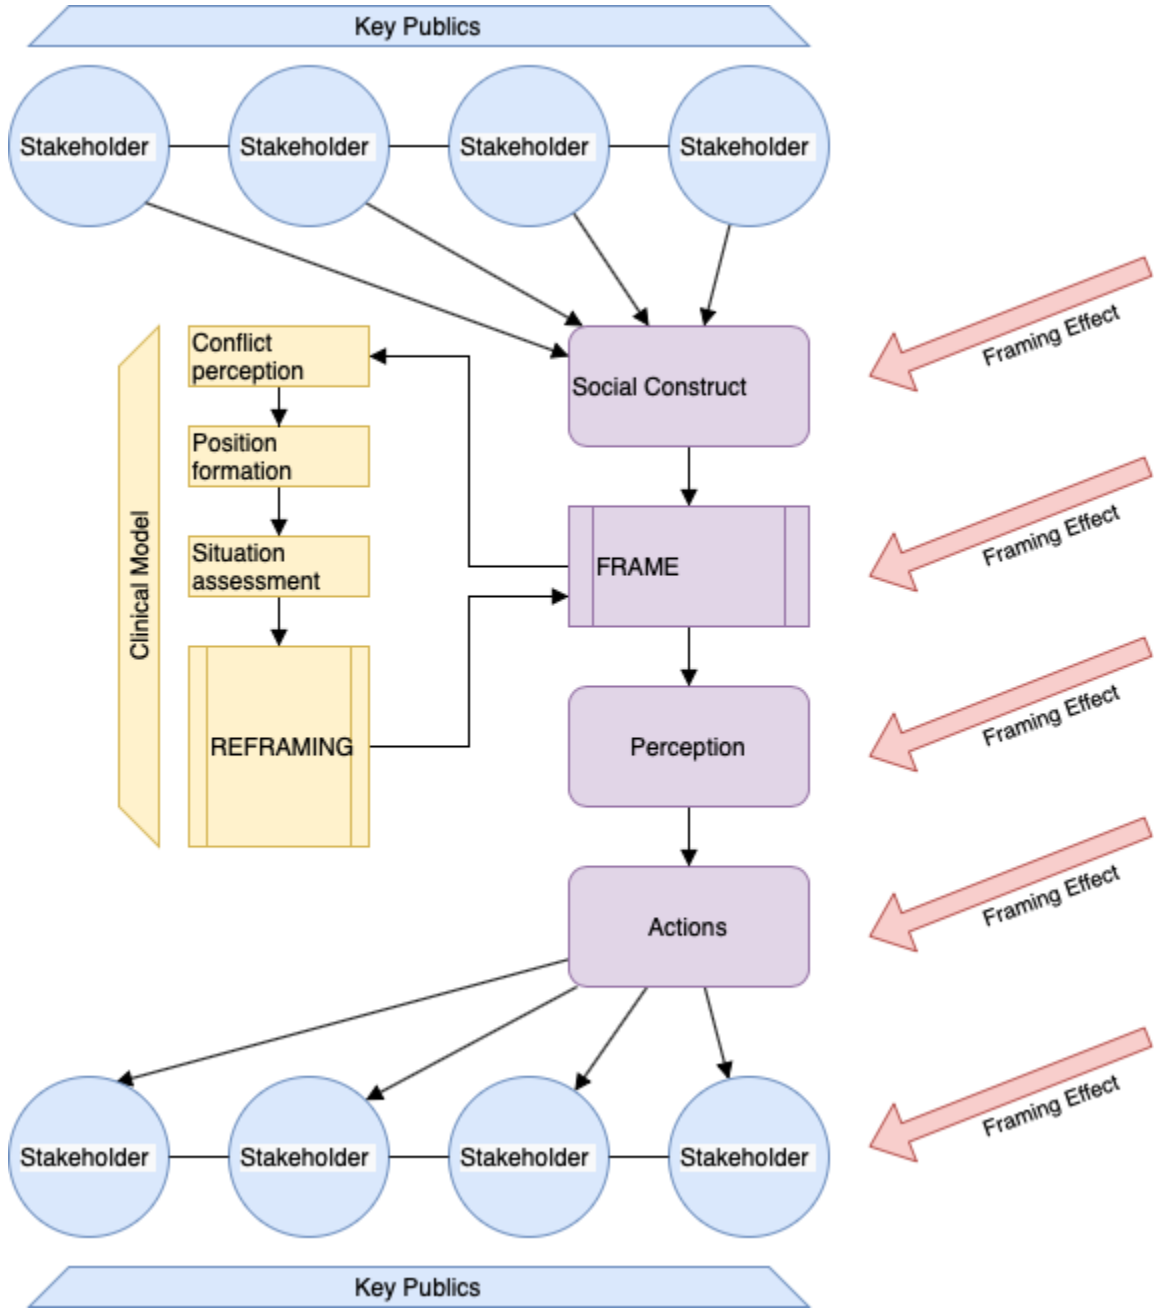 Key Publics
Stakeholder
Stakeholder
Stakeholder
Stakeholder
Framing Effect
Conflict
perception
Social Construct
Position
formation
Framing Effect
Situation
assessment
FRAME
Clinical Model
REFRAMING
Perception
Framing Effect
Actions
Framing Effect
Framing Effect
Stakeholder
Stakeholder
Stakeholder
Stakeholder
Key Publics